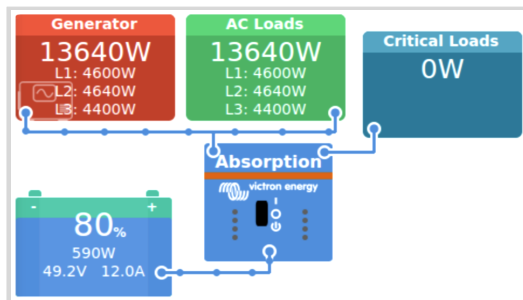 Generator
13640W
L1: 4600W
L2: 4640W
L3: 4400W
AC Loads
13640W
L1: 4600W
L2: 4640W
L3: 4400W
Critical Loads
0W
Absorption
victron energy
- +
80%
590W
49.2V 12.0A